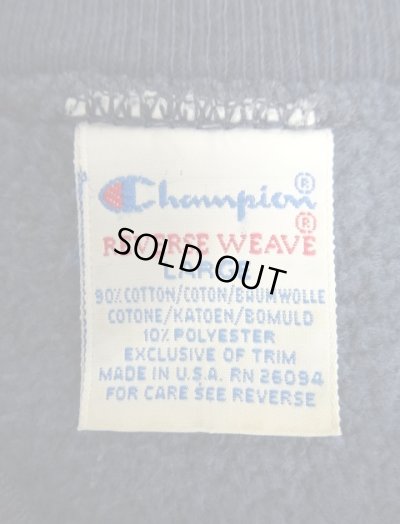 Champion ®
REVERSE WEAVE ®
LARGE
SOLD OUT
90% COTTON/COTON/BAUMWOLLE
COTONE/KATOEN/BOMULD
10% POLYESTER
EXCLUSIVE OF TRIM
MADE IN U.S.A. RN 26094
FOR CARE SEE REVERSE